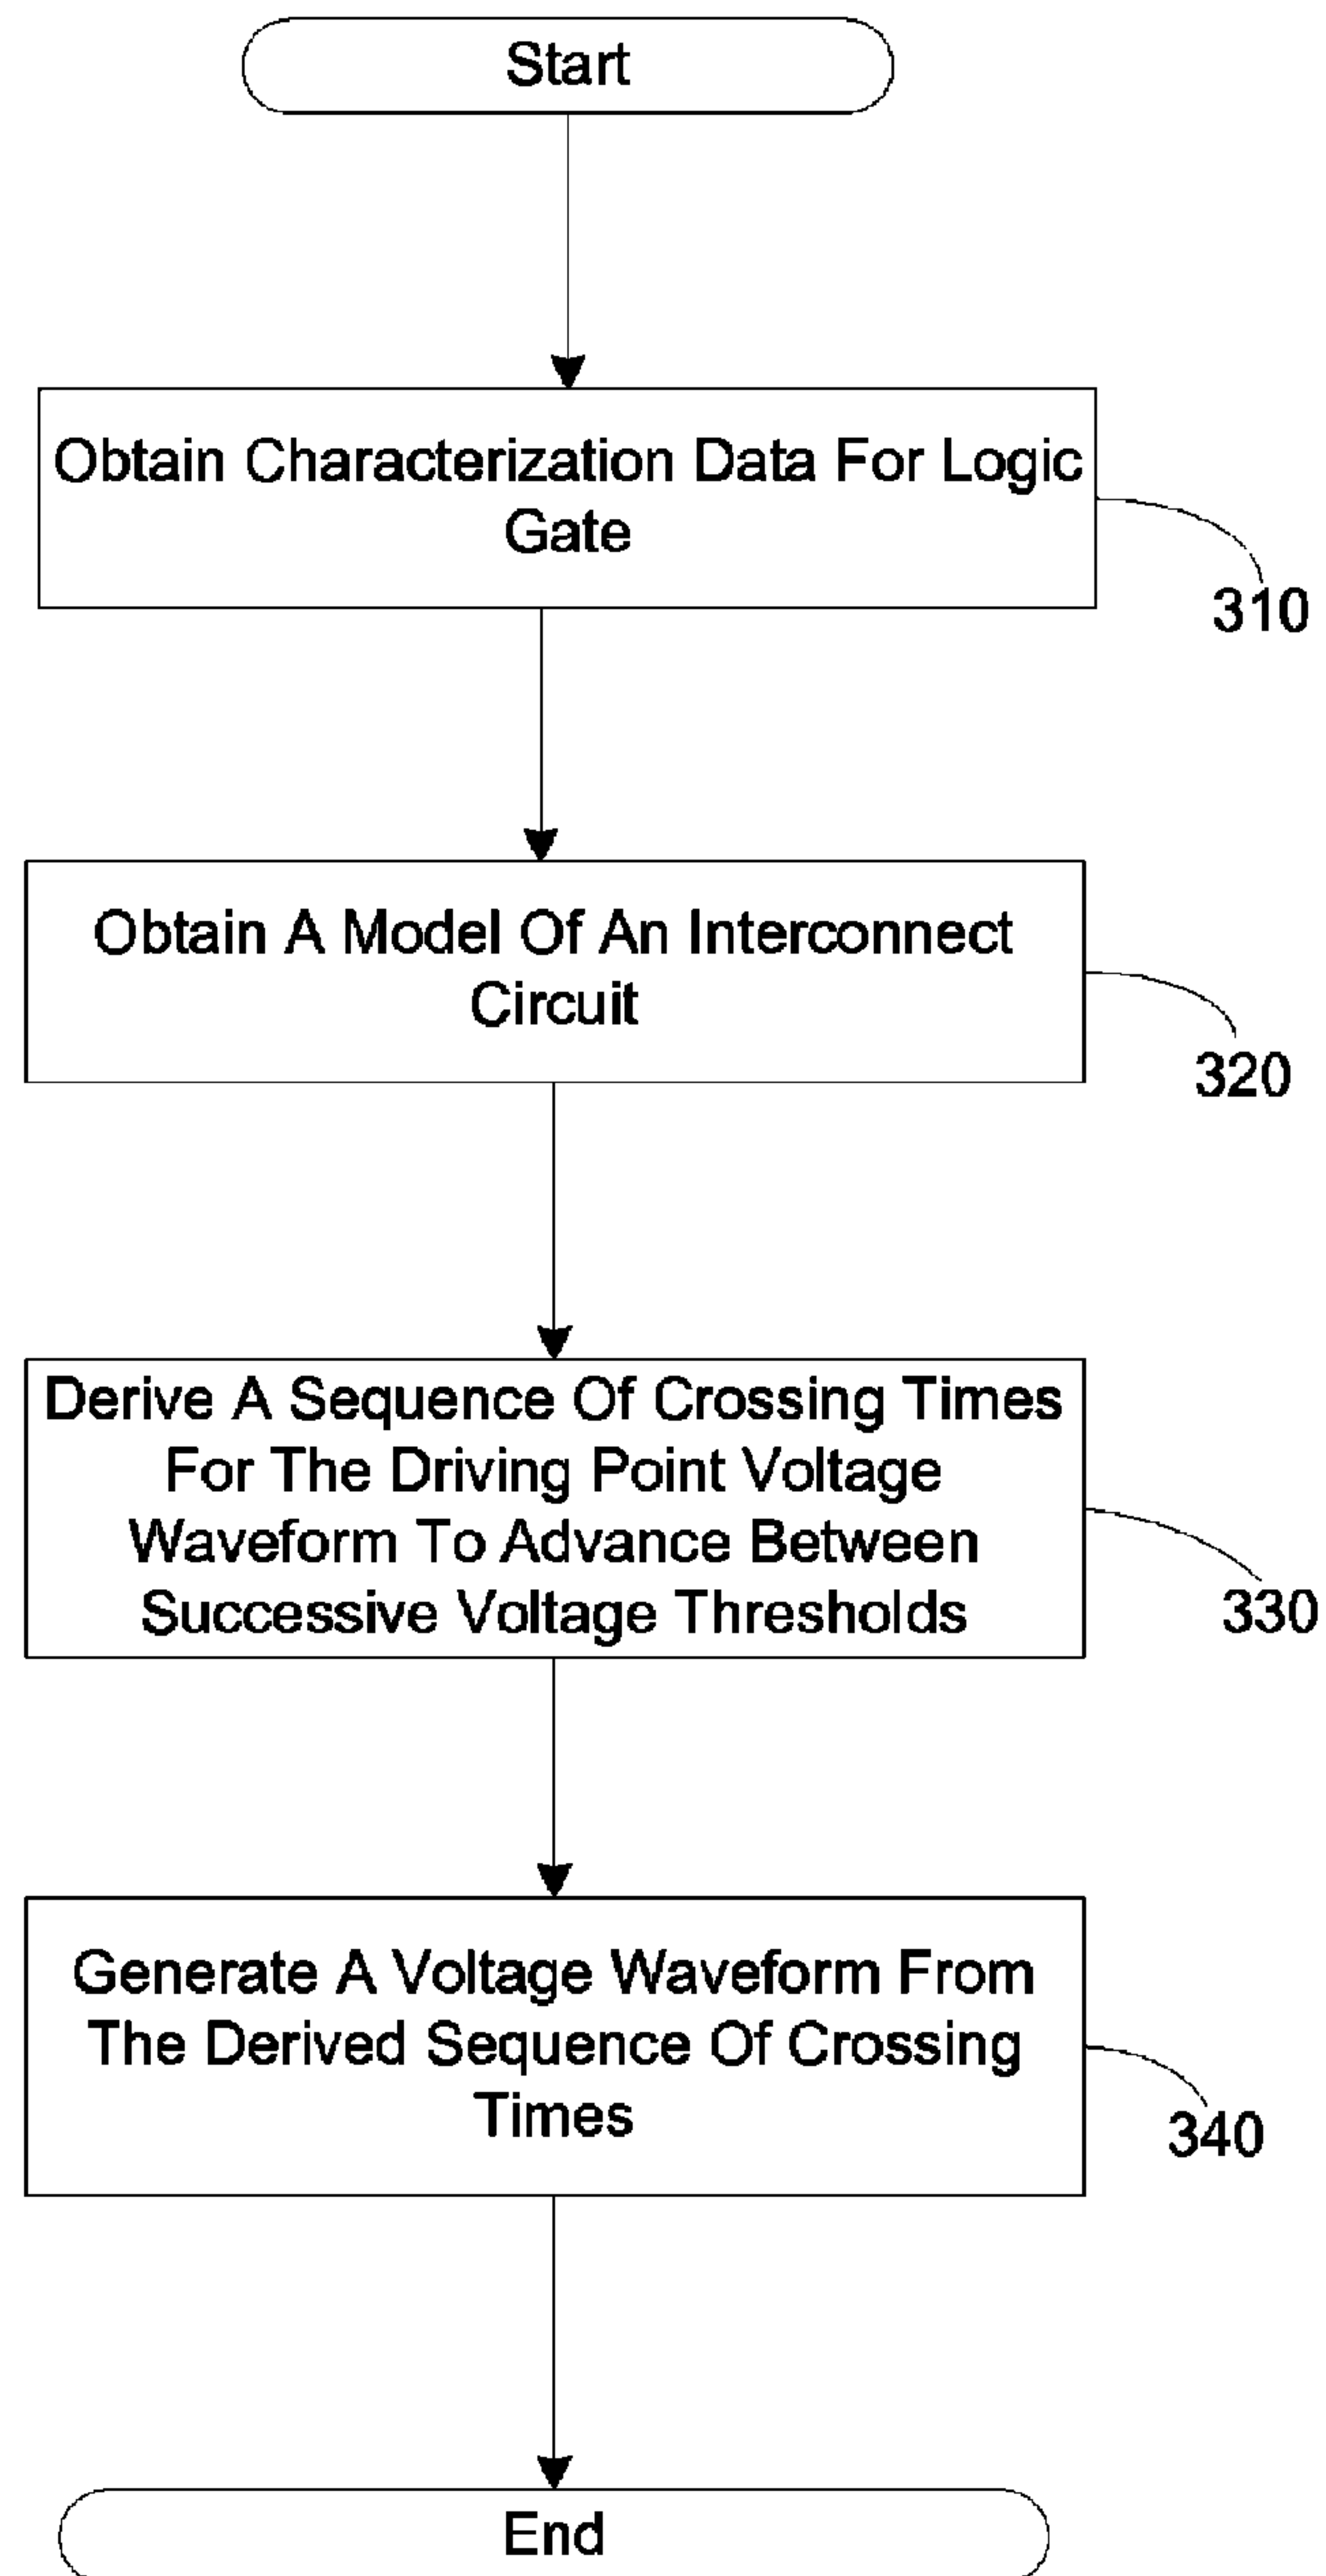 Start
Obtain Characterization Data For Logic
Gate
310
Obtain A Model Of An Interconnect
Circuit
320
Derive A Sequence Of Crossing Times
For The Driving Point Voltage
Waveform To Advance Between
Successive Voltage Thresholds
330
Generate A Voltage Waveform From
The Derived Sequence Of Crossing
Times
340
End